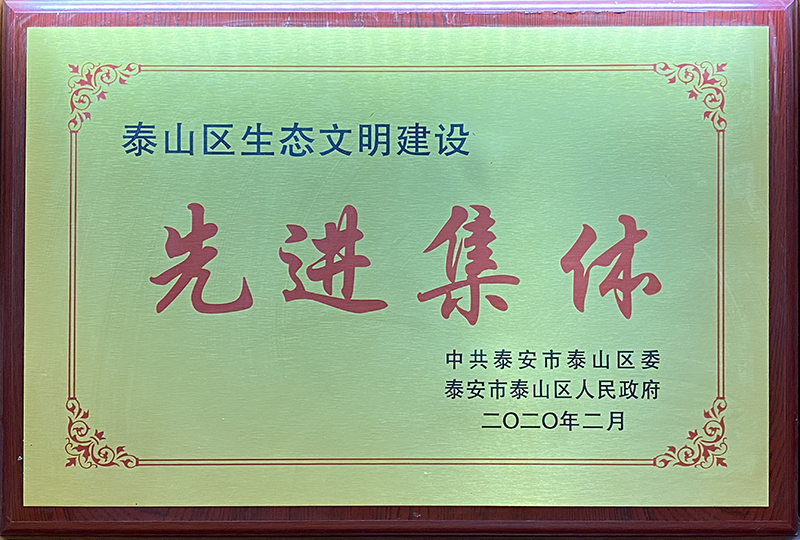 泰山区生态文明建设
先进集体
中共泰安市泰山区委
泰安市泰山区人民政府
二〇二〇年二月